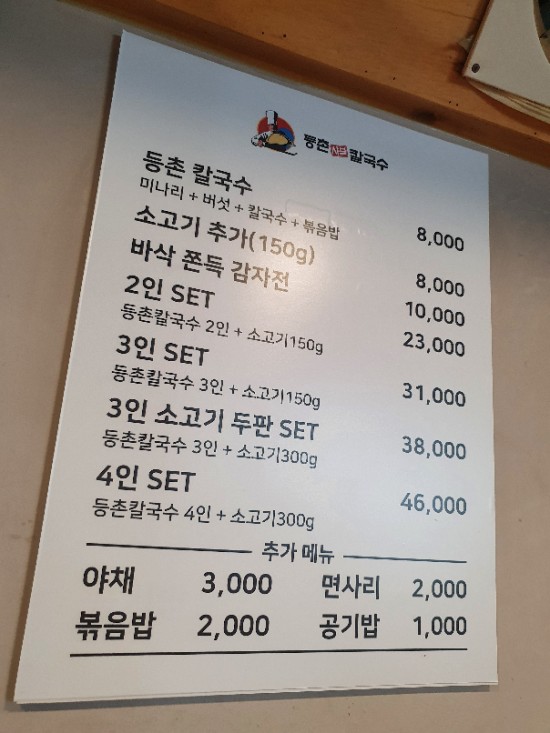 등촌 샤브 칼국수
등촌 칼국수 8,000
미나리 + 버섯 + 칼국수 + 볶음밥
소고기 추가(150g) 8,000
바삭 쫀득 감자전 10,000
2인 SET 23,000
등촌칼국수 2인 + 소고기150g
3인 SET 31,000
등촌칼국수 3인 + 소고기150g
3인 소고기 두판 SET 38,000
등촌칼국수 3인 + 소고기300g
4인 SET 46,000
등촌칼국수 4인 + 소고기300g
추가 메뉴
야채 3,000 면사리 2,000
볶음밥 2,000 공기밥 1,000